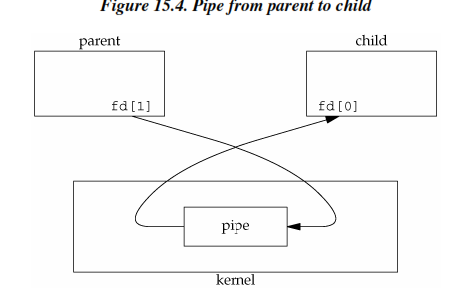 Figure 15.4. Pipe from parent to child
parent
child
fd[1]
fd[0]
pipe
kernel